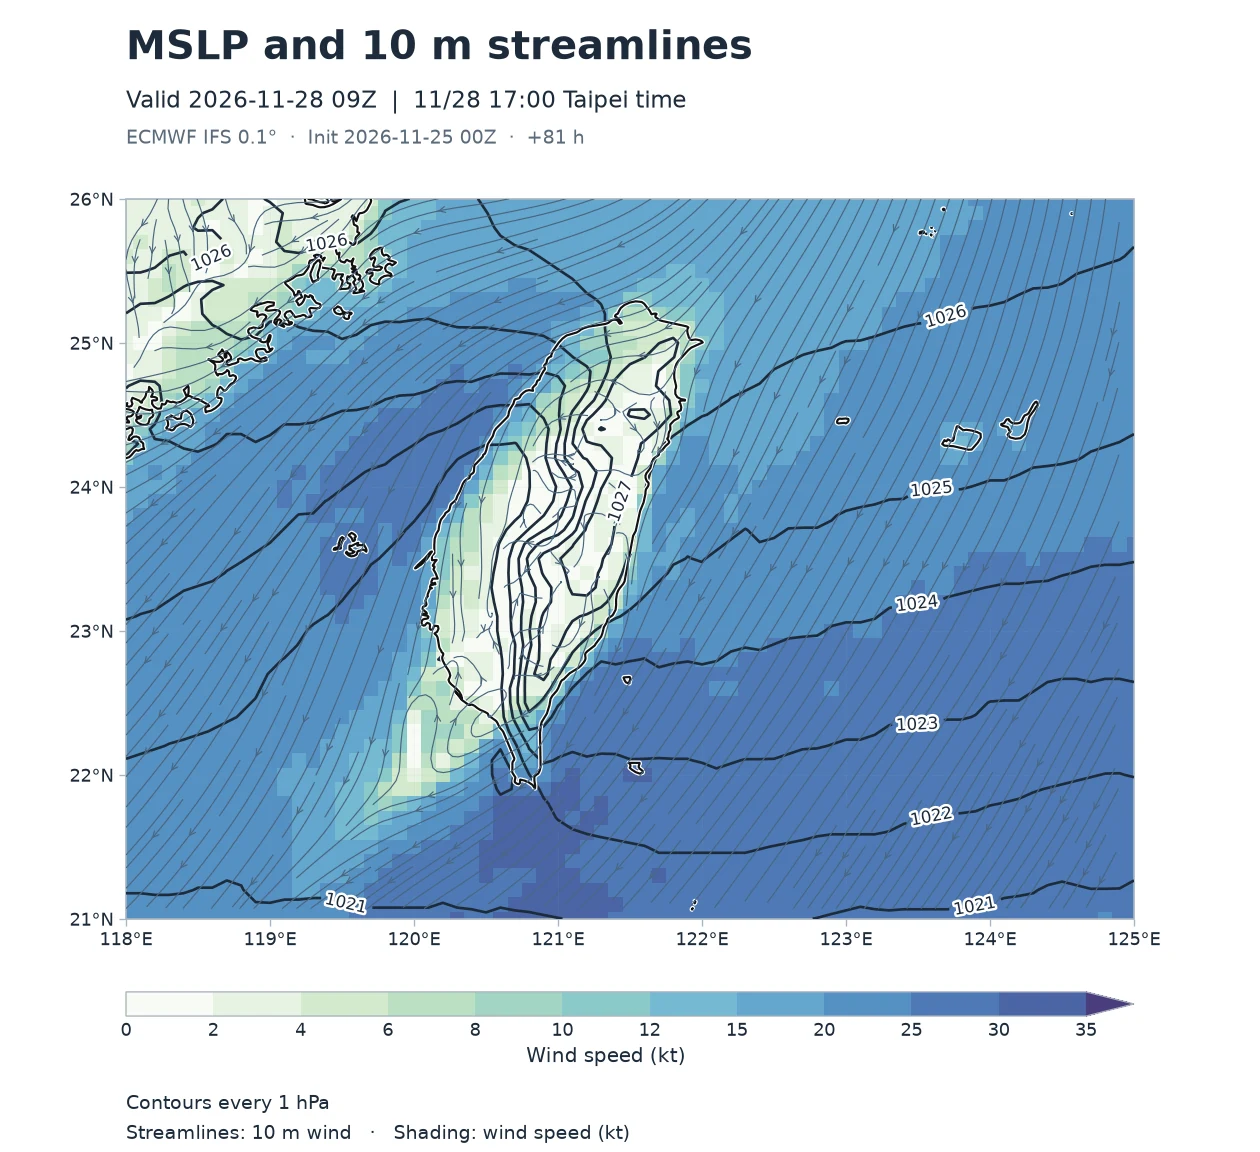 MSLP and 10 m streamlines
Valid 2026-11-28 09Z | 11/28 17:00 Taipei time
ECMWF IFS 0.1° · Init 2026-11-25 00Z · +81 h
26°N
25°N
24°N
23°N
22°N
21°N
1026
1026
1026
1025
1027
1024
1023
1022
1021
1021
118°E
119°E
120°E
121°E
122°E
123°E
124°E
125°E
0
2
4
6
8
10
12
15
20
25
30
35
Wind speed (kt)
Contours every 1 hPa
Streamlines: 10 m wind · Shading: wind speed (kt)